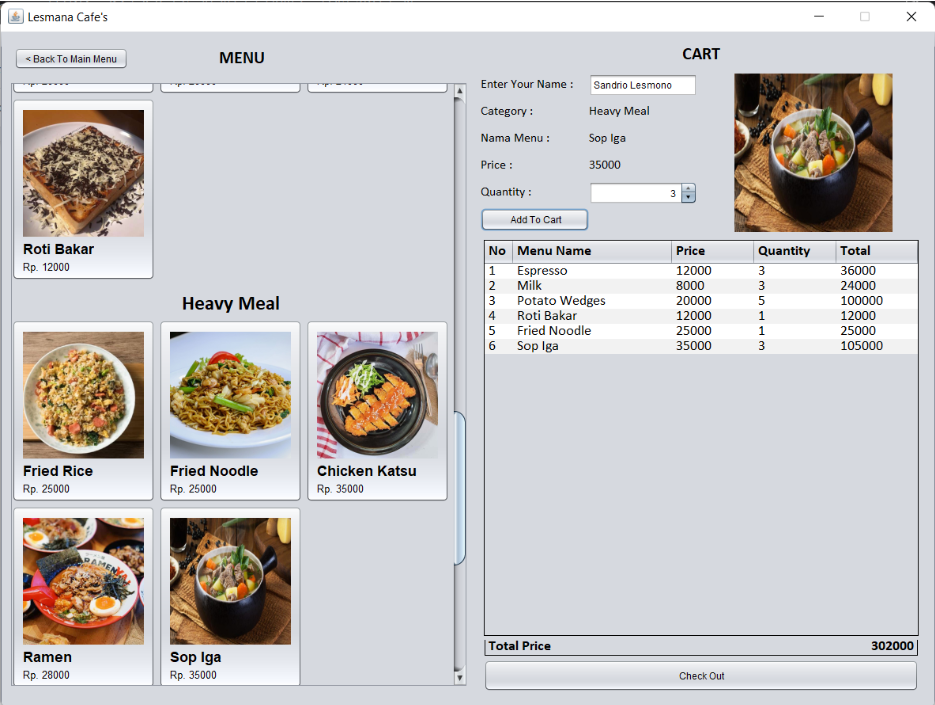 Lesmana Cafe's
< Back To Main Menu
MENU
Roti Bakar
Rp. 12000
Heavy Meal
Fried Rice
Rp. 25000
Fried Noodle
Rp. 25000
Chicken Katsu
Rp. 35000
RAMEN
Ramen
Rp. 28000
Sop Iga
Rp. 35000
CART
Enter Your Name : Sandrio Lesmono
Category : Heavy Meal
Nama Menu : Sop Iga
Price : 35000
Quantity : 3
Add To Cart
No Menu Name Price Quantity Total
1 Espresso 12000 3 36000
2 Milk 8000 3 24000
3 Potato Wedges 20000 5 100000
4 Roti Bakar 12000 1 12000
5 Fried Noodle 25000 1 25000
6 Sop Iga 35000 3 105000
Total Price 302000
Check Out